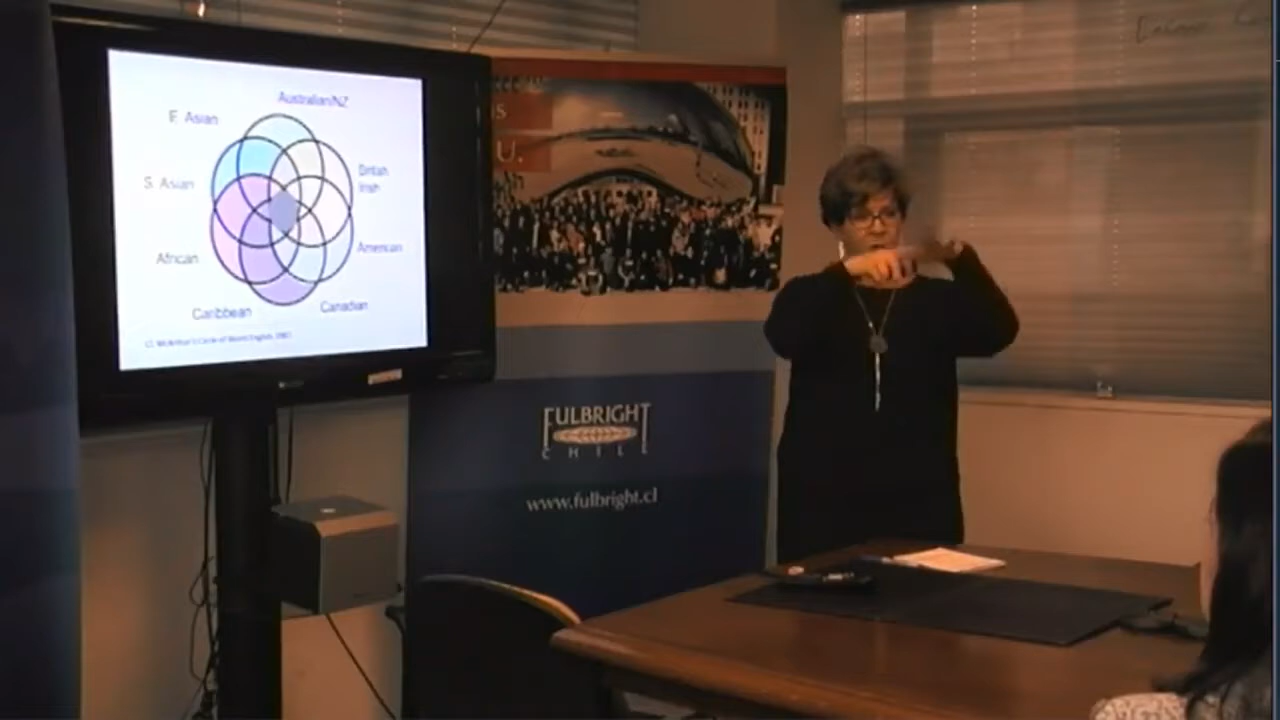 Australian/NZ
E. Asian
S. Asian
British
Irish
African
American
Caribbean
Canadian
U.
FULBRIGHT
CHILE
www.fulbright.cl